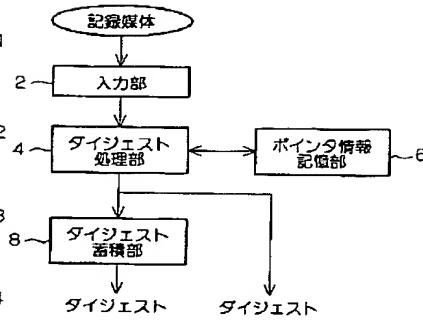 記録媒体
2
入力部
4
ダイジェスト
処理部
ポインタ情報
記憶部
6
8
ダイジェスト
蓄積部
ダイジェスト
ダイジェスト